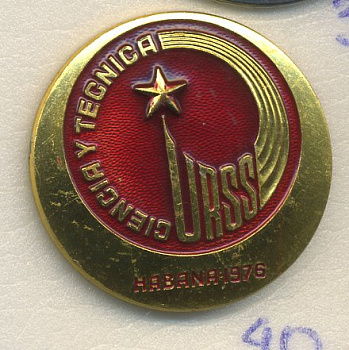 CIENCIA Y TECNICA
URSS
HABANA-1976
40